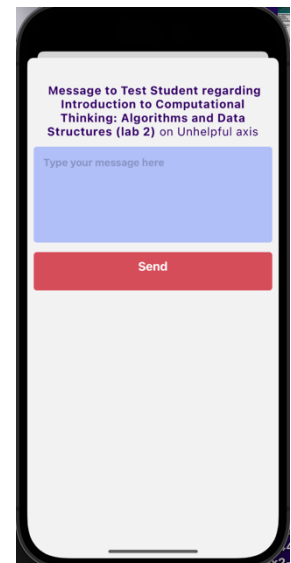 Message to Test Student regarding
Introduction to Computational
Thinking: Algorithms and Data
Structures (lab 2) on Unhelpful axis
Type your message here
Send